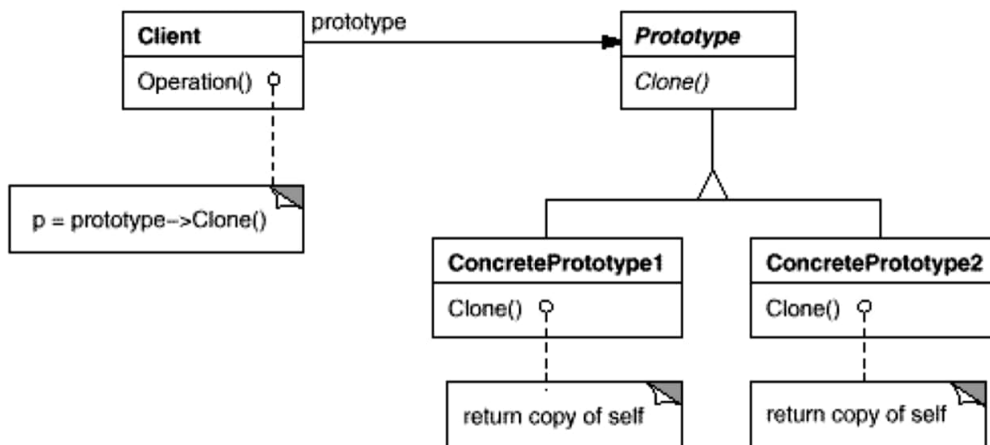 Client
prototype
Prototype
Operation()
Clone()
p = prototype->Clone()
ConcretePrototype1
ConcretePrototype2
Clone()
Clone()
return copy of self
return copy of self